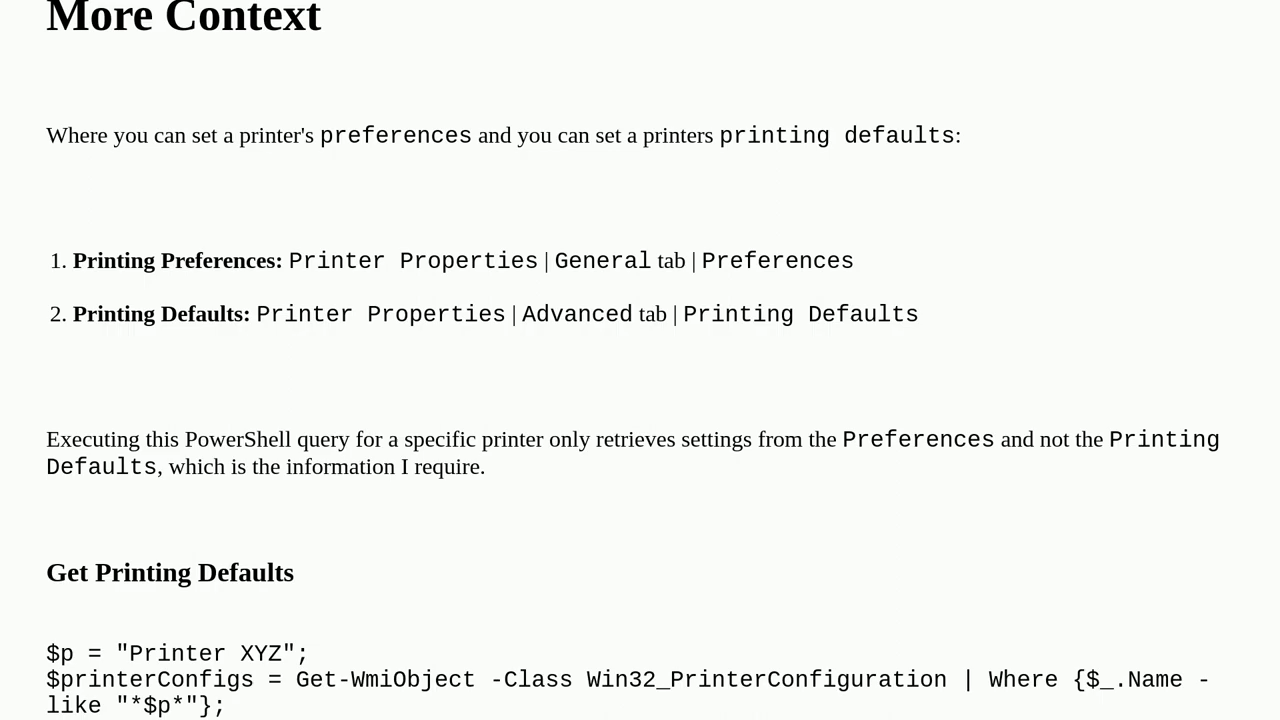 More Context
Where you can set a printer's preferences and you can set a printers printing defaults:
1. Printing Preferences: Printer Properties | General tab | Preferences
2. Printing Defaults: Printer Properties | Advanced tab | Printing Defaults
Executing this PowerShell query for a specific printer only retrieves settings from the Preferences and not the Printing
Defaults, which is the information I require.
Get Printing Defaults
$p = "Printer XYZ";
$printerConfigs = Get-WmiObject -Class Win32_PrinterConfiguration | Where {$_.Name -
like "*$p*"};